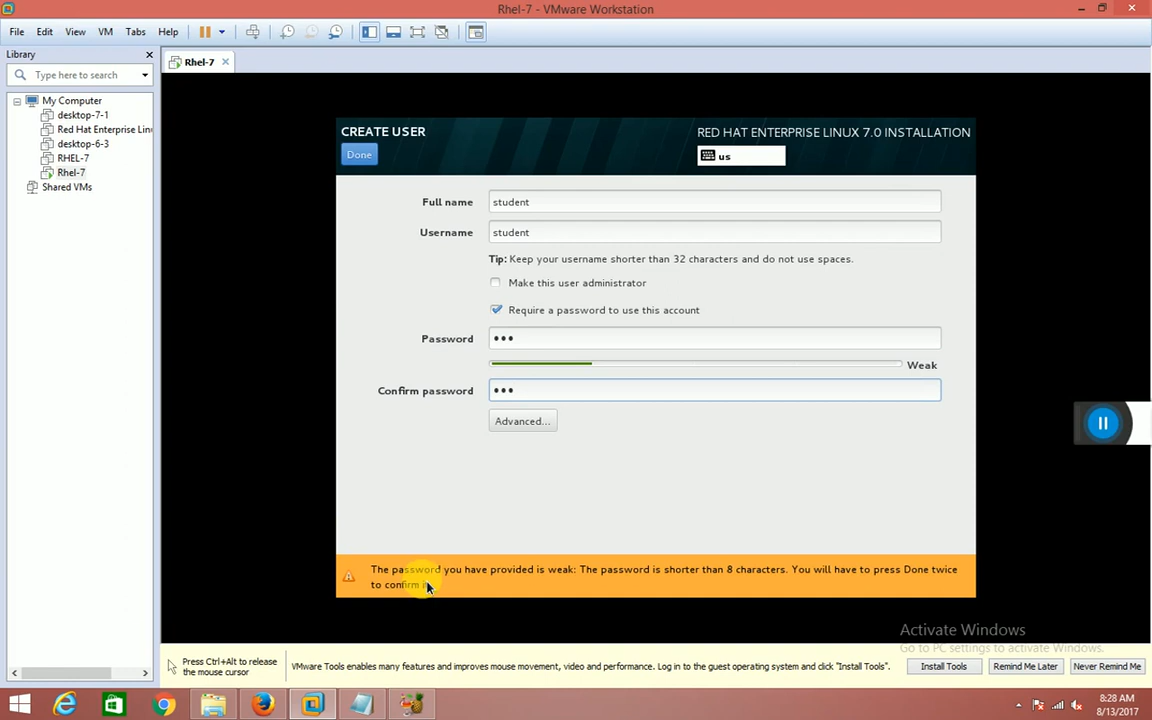 Rhel-7 - VMware Workstation
File Edit View VM Tabs Help
Library
Type here to search
My Computer
desktop-7-1
Red Hat Enterprise Linu
desktop-6-3
RHEL-7
Rhel-7
Shared VMs
Rhel-7
CREATE USER
Done
RED HAT ENTERPRISE LINUX 7.0 INSTALLATION
us
Full name student
Username student
Tip: Keep your username shorter than 32 characters and do not use spaces.
Make this user administrator
Require a password to use this account
Password •••
Weak
Confirm password •••
Advanced...
The password you have provided is weak: The password is shorter than 8 characters. You will have to press Done twice
to confirm
Activate Windows
Go to PC settings to activate Windows.
Press Ctrl+Alt to release
the mouse cursor
VMware Tools enables many features and improves mouse movement, video and performance. Log in to the guest operating system and click "Install Tools".
Install Tools
Remind Me Later
Never Remind Me
8:28 AM
8/13/2017